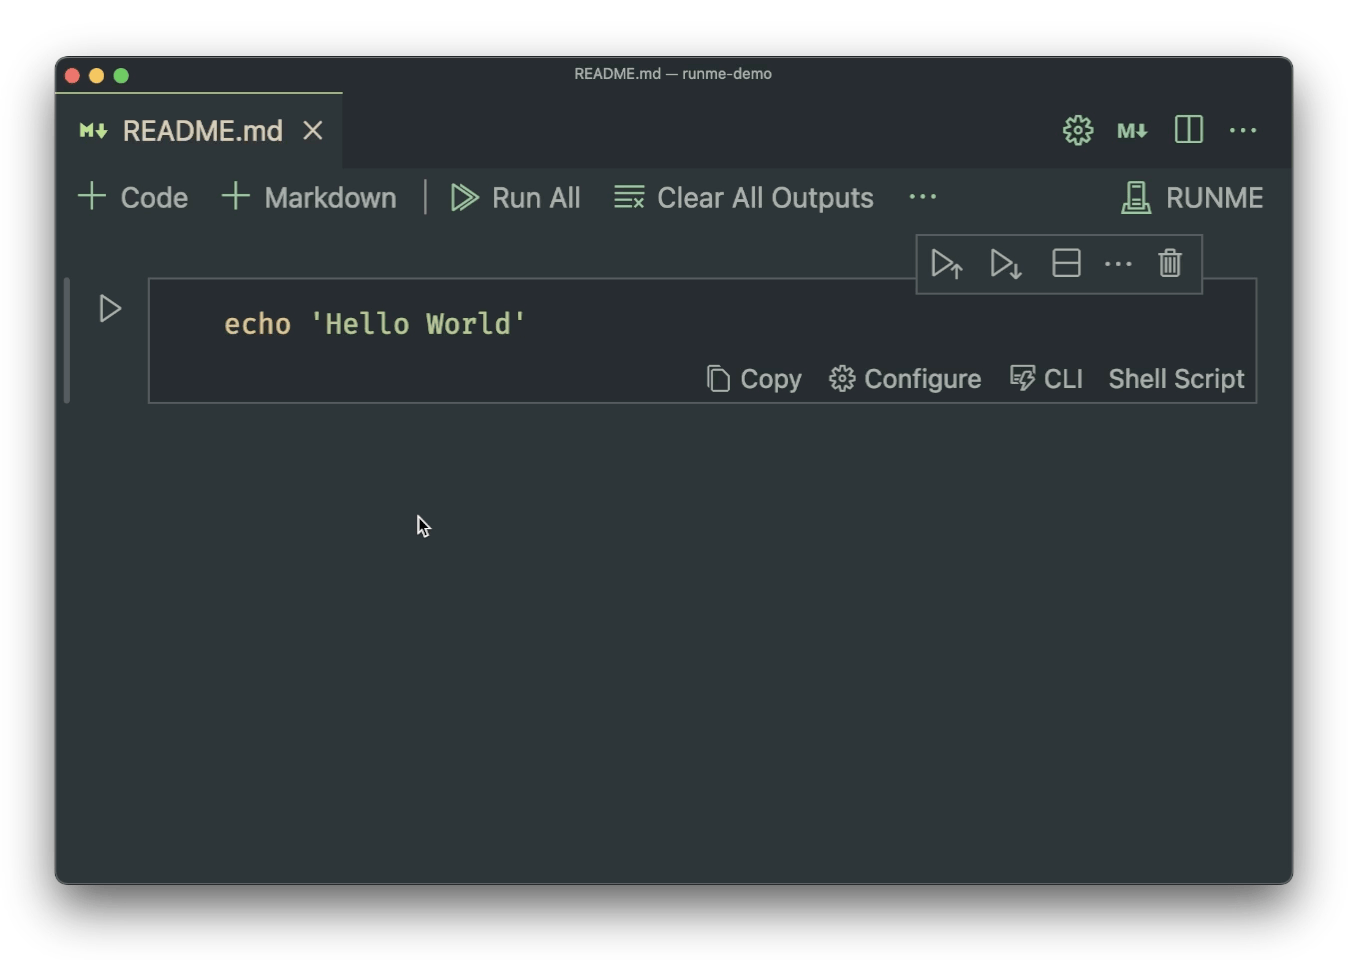 README.md — runme-demo
README.md
Code Markdown Run All Clear All Outputs ... RUNME
echo 'Hello World'
Copy Configure CLI Shell Script